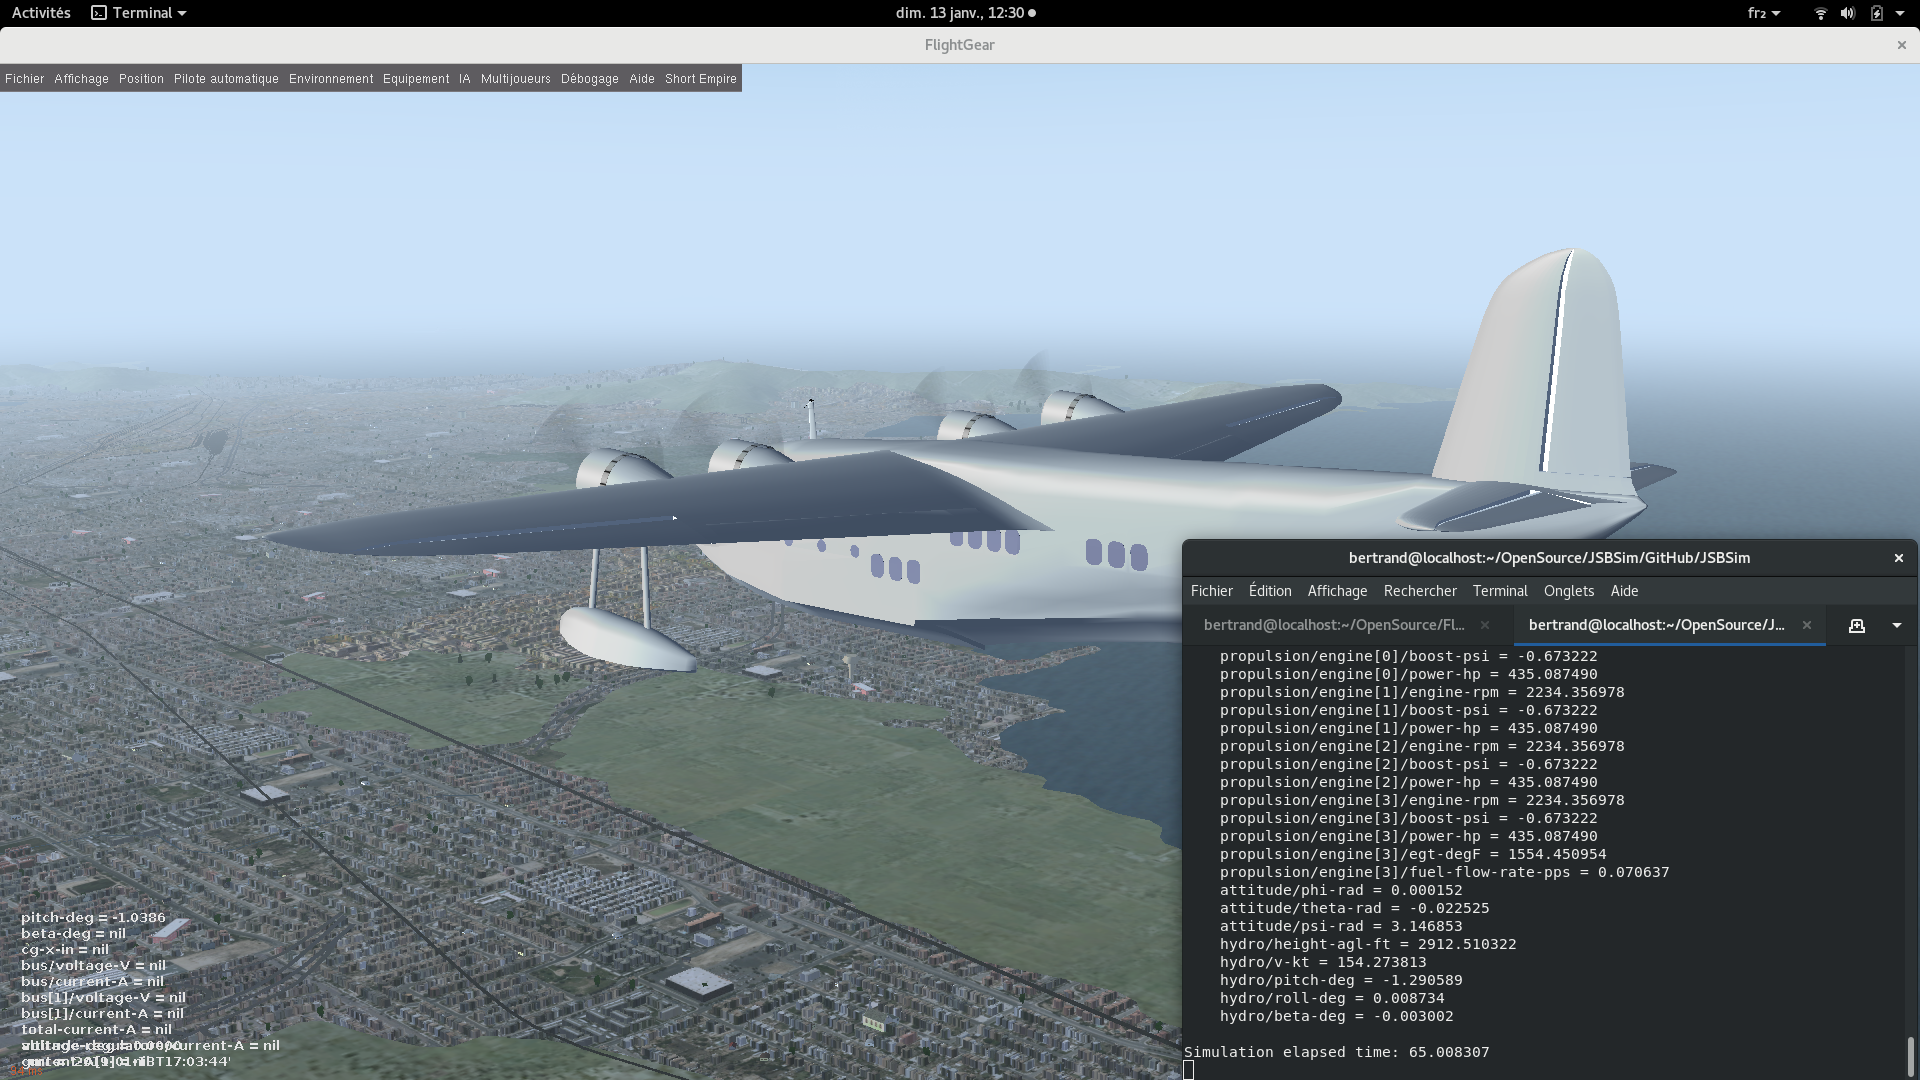 Activités Terminal dim. 13 janv., 12:30 fr₂
FlightGear
Fichier Affichage Position Pilote automatique Environnement Equipement IA Multijoueurs Débogage Aide Short Empire
bertrand@localhost:~/OpenSource/JSBSim/GitHub/JSBSim
Fichier Édition Affichage Rechercher Terminal Onglets Aide
bertrand@localhost:~/OpenSource/Fl... bertrand@localhost:~/OpenSource/J...
propulsion/engine[0]/boost-psi = -0.673222
propulsion/engine[0]/power-hp = 435.087490
propulsion/engine[1]/engine-rpm = 2234.356978
propulsion/engine[1]/boost-psi = -0.673222
propulsion/engine[1]/power-hp = 435.087490
propulsion/engine[2]/engine-rpm = 2234.356978
propulsion/engine[2]/boost-psi = -0.673222
propulsion/engine[2]/power-hp = 435.087490
propulsion/engine[3]/engine-rpm = 2234.356978
propulsion/engine[3]/boost-psi = -0.673222
propulsion/engine[3]/power-hp = 435.087490
propulsion/engine[3]/egt-degF = 1554.450954
propulsion/engine[3]/fuel-flow-rate-pps = 0.070637
attitude/phi-rad = 0.000152
attitude/theta-rad = -0.022525
attitude/psi-rad = 3.146853
hydro/height-agl-ft = 2912.510322
hydro/v-kt = 154.273813
hydro/pitch-deg = -1.290589
hydro/roll-deg = 0.008734
hydro/beta-deg = -0.003002
Simulation elapsed time: 65.008307
pitch-deg = -1.0386
beta-deg = nil
cg-x-in = nil
bus/voltage-V = nil
bus/current-A = nil
bus[1]/voltage-V = nil
bus[1]/current-A = nil
total-current-A = nil